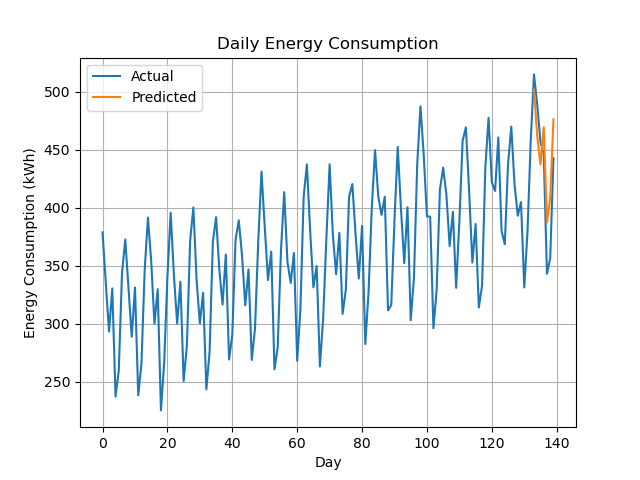 Daily Energy Consumption
Actual
Predicted
Energy Consumption (kWh)
500
450
400
350
300
250
0 20 40 60 80 100 120 140
Day